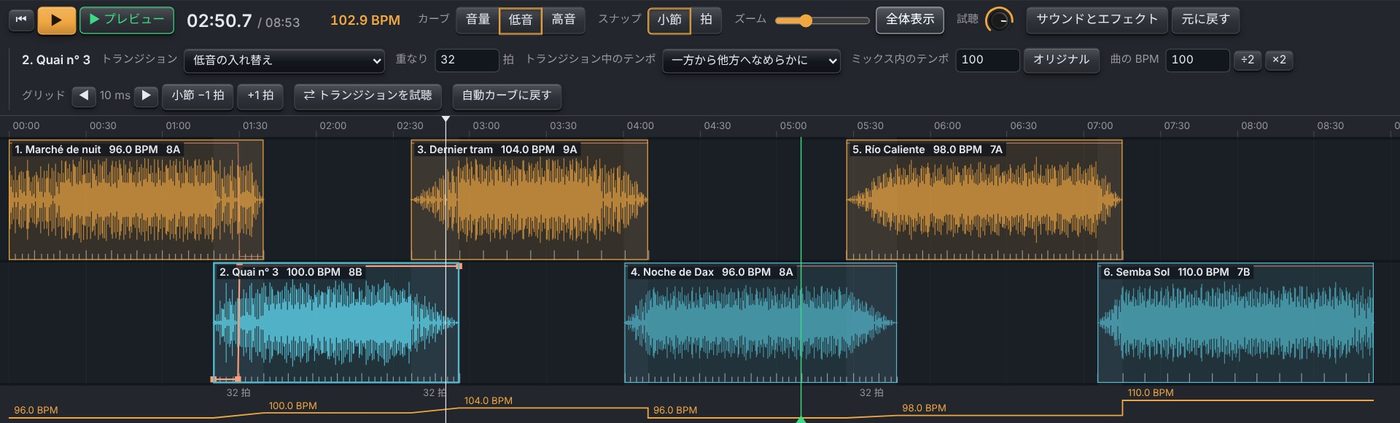 プレビュー 02:50.7 / 08:53 102.9 BPM カーブ 音量 低音 高音 スナップ 小節 拍 ズーム 全体表示 試聴 サウンドとエフェクト 元に戻す
2. Quai n° 3 トランジション 低音の入れ替え 重なり 32 拍 トランジション中のテンポ 一方から他方へなめらかに ミックス内のテンポ 100 オリジナル 曲の BPM 100 ÷2 ×2
グリッド 10 ms 小節 −1 拍 +1 拍 ⇄ トランジションを試聴 自動カーブに戻す
00:00 00:30 01:00 01:30 02:00 02:30 03:00 03:30 04:00 04:30 05:00 05:30 06:00 06:30 07:00 07:30 08:00 08:30
1. Marché de nuit 96.0 BPM 8A 3. Dernier tram 104.0 BPM 9A 5. Río Caliente 98.0 BPM 7A
2. Quai n° 3 100.0 BPM 8B 4. Noche de Dax 96.0 BPM 8A 6. Semba Sol 110.0 BPM 7B
32 拍 32 拍 32 拍
96.0 BPM 100.0 BPM 104.0 BPM 96.0 BPM 98.0 BPM 110.0 BPM